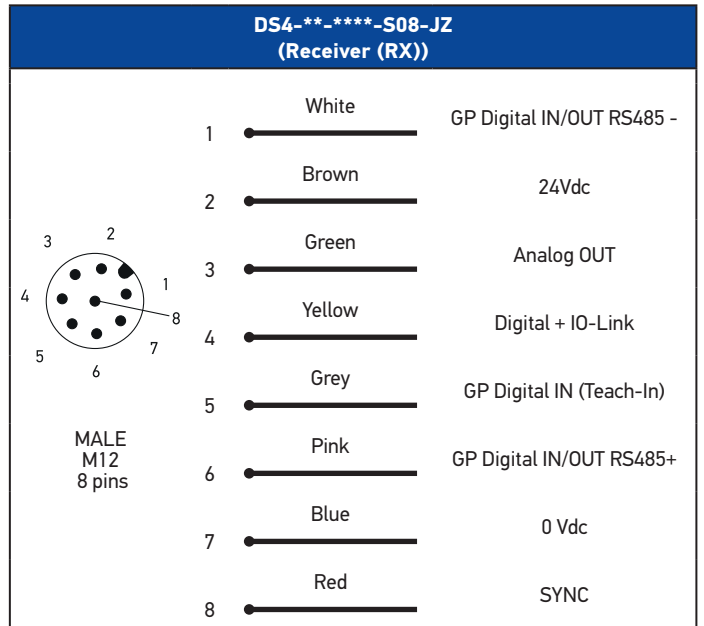 DS4-**-****-S08-JZ
(Receiver (RX))
White
1
GP Digital IN/OUT RS485 -
Brown
2
24Vdc
Green
3
Analog OUT
Yellow
4
Digital + IO-Link
Grey
5
GP Digital IN (Teach-In)
Pink
6
GP Digital IN/OUT RS485+
Blue
7
0 Vdc
Red
8
SYNC
3
2
1
4
8
7
5
6
MALE
M12
8 pins